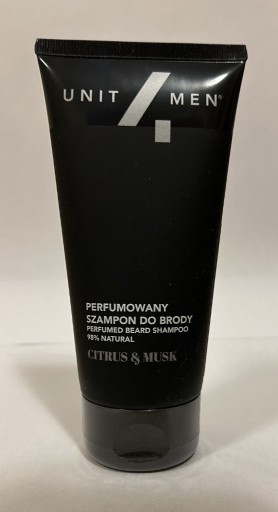 UNIT 4 MEN®
PERFUMOWANY
SZAMPON DO BRODY
PERFUMED BEARD SHAMPOO
98% NATURAL
CITRUS & MUSK